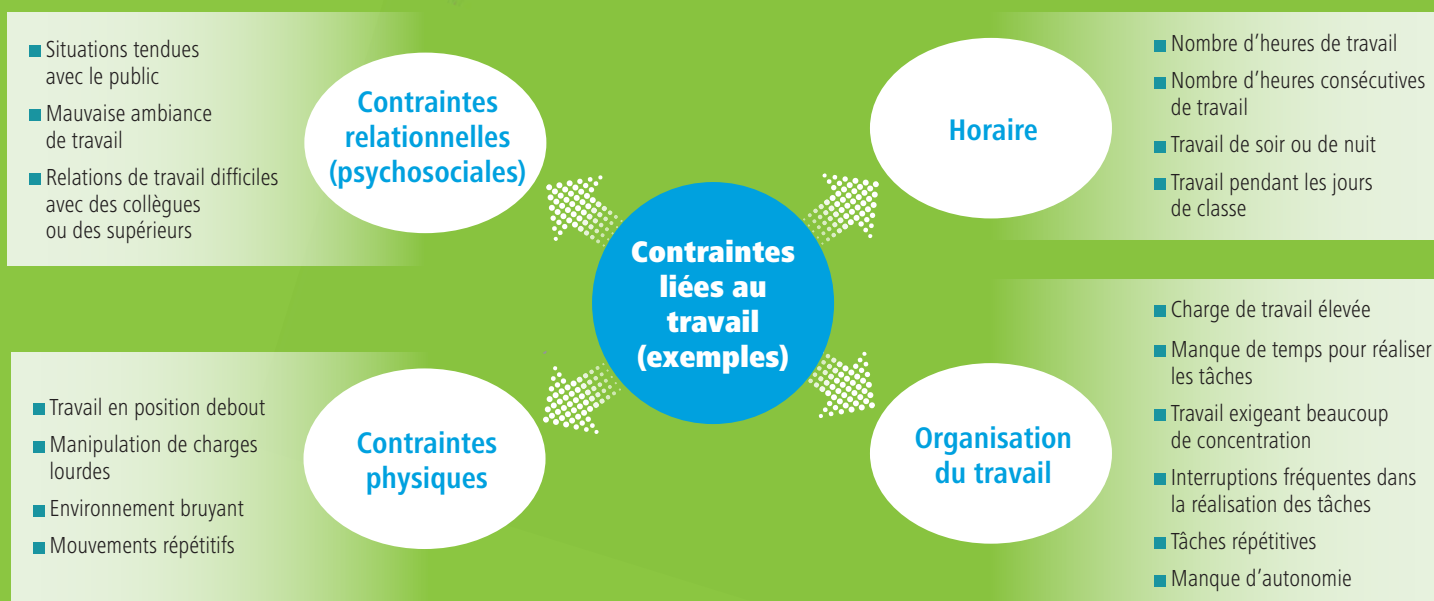 Situations tendues
avec le public
Mauvaise ambiance
de travail
Relations de travail difficiles
avec des collègues
ou des supérieurs
Contraintes
relationnelles
(psychosociales)
Horaire
Nombre d’heures de travail
Nombre d’heures consécutives
de travail
Travail de soir ou de nuit
Travail pendant les jours
de classe
Contraintes
liées au
travail
(exemples)
Travail en position debout
Manipulation de charges
lourdes
Environnement bruyant
Mouvements répétitifs
Contraintes
physiques
Organisation
du travail
Charge de travail élevée
Manque de temps pour réaliser
les tâches
Travail exigeant beaucoup
de concentration
Interruptions fréquentes dans
la réalisation des tâches
Tâches répétitives
Manque d’autonomie